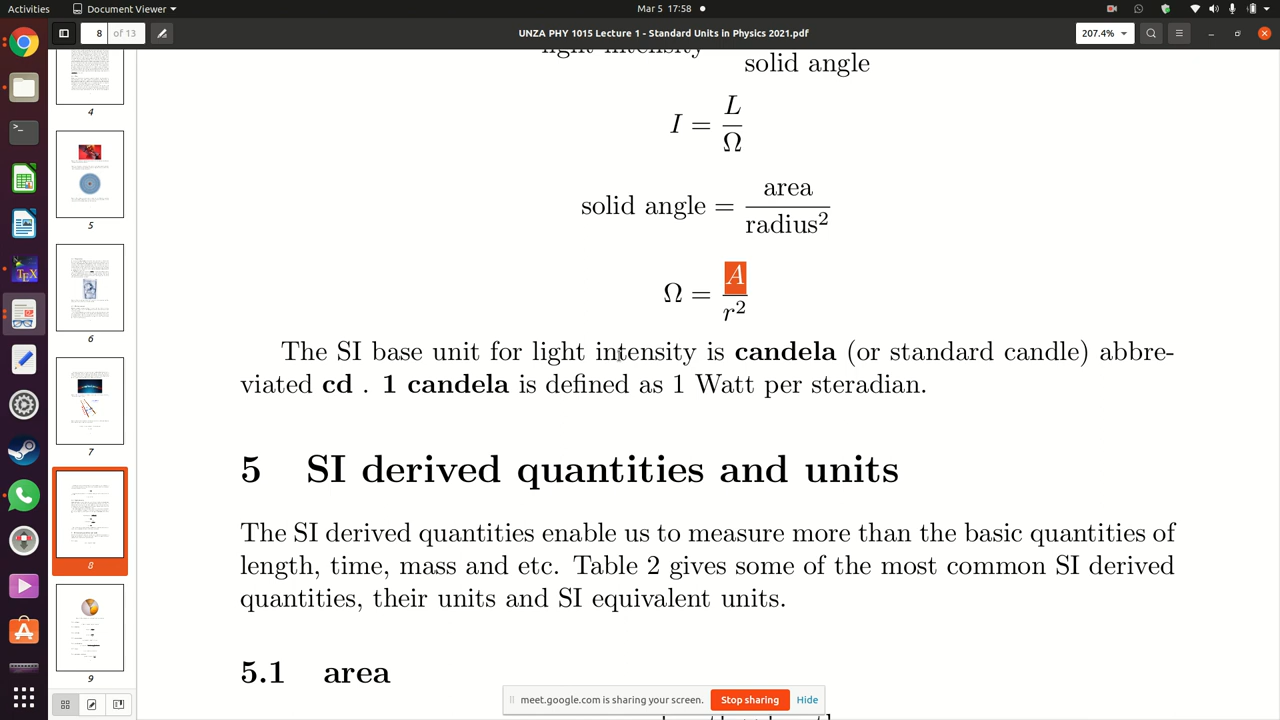 Activities
Document Viewer
Mar 5 17:58
8
of 13
UNZA PHY 1015 Lecture 1 - Standard Units in Physics 2021.pdf
207.4%
light intensity
solid angle
I = L
Ω
solid angle = area
radius²
Ω = A
r²
The SI base unit for light intensity is candela (or standard candle) abbre-
viated cd . 1 candela is defined as 1 Watt per steradian.
5 SI derived quantities and units
The SI derived quantities enable us to measure more than the basic quantities of
length, time, mass and etc. Table 2 gives some of the most common SI derived
quantities, their units and SI equivalent units.
5.1 area
4
5
6
7
8
9
TEX
meet.google.com is sharing your screen.
Stop sharing
Hide